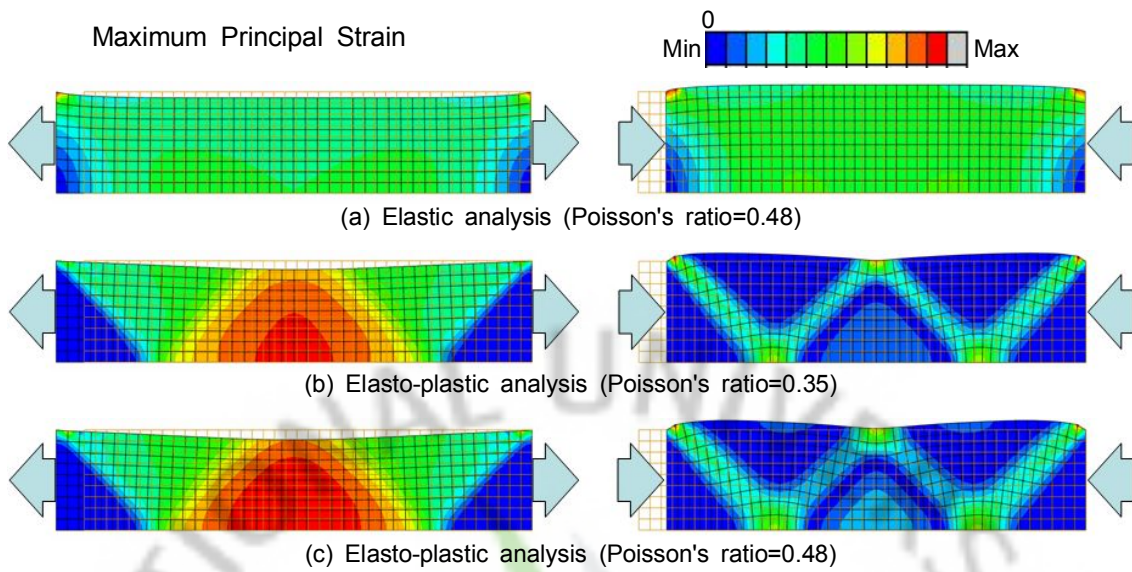 Maximum Principal Strain
0
Min Max
(a) Elastic analysis (Poisson's ratio=0.48)
(b) Elasto-plastic analysis (Poisson's ratio=0.35)
(c) Elasto-plastic analysis (Poisson's ratio=0.48)